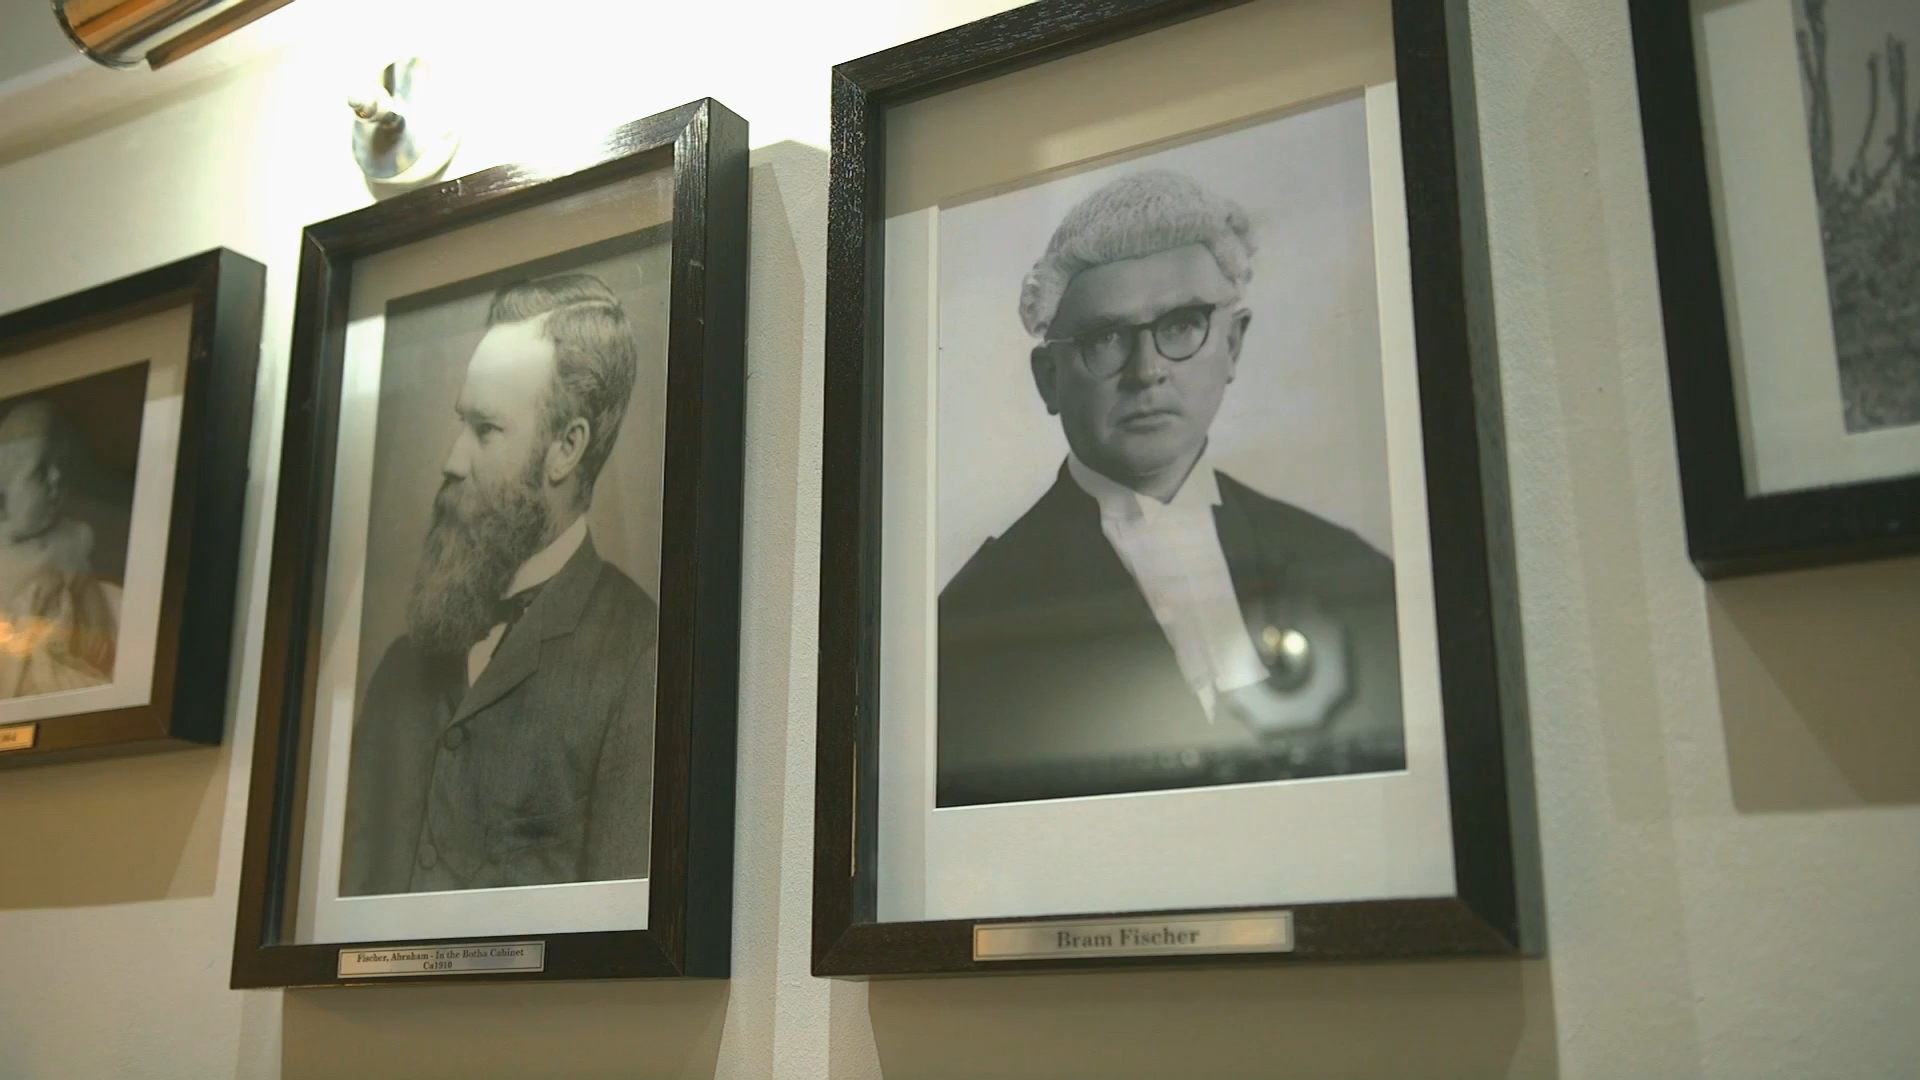 Fischer, Abraham - In the Botha Cabinet
Ca1910
Bram Fischer